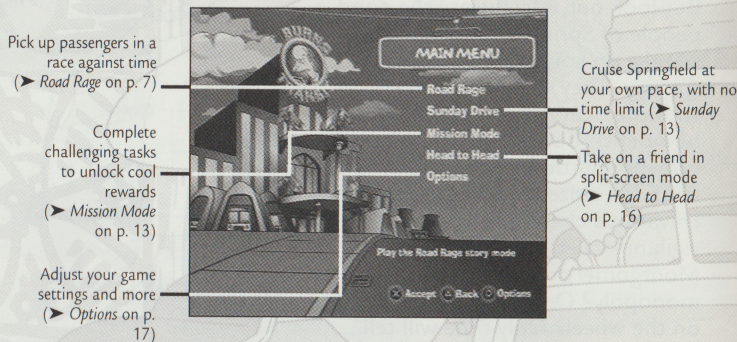 Pick up passengers in a
race against time
(➤ Road Rage on p. 7)
Complete
challenging tasks
to unlock cool
rewards
(➤ Mission Mode
on p. 13)
Adjust your game
settings and more
(➤ Options on p.
17)
BURNS
MAIN MENU
Road Rage
Sunday Drive
Mission Mode
Head to Head
Options
Play the Road Rage story mode
Accept Back Options
Cruise Springfield at
your own pace, with no
time limit (➤ Sunday
Drive on p. 13)
Take on a friend in
split-screen mode
(➤ Head to Head
on p. 16)